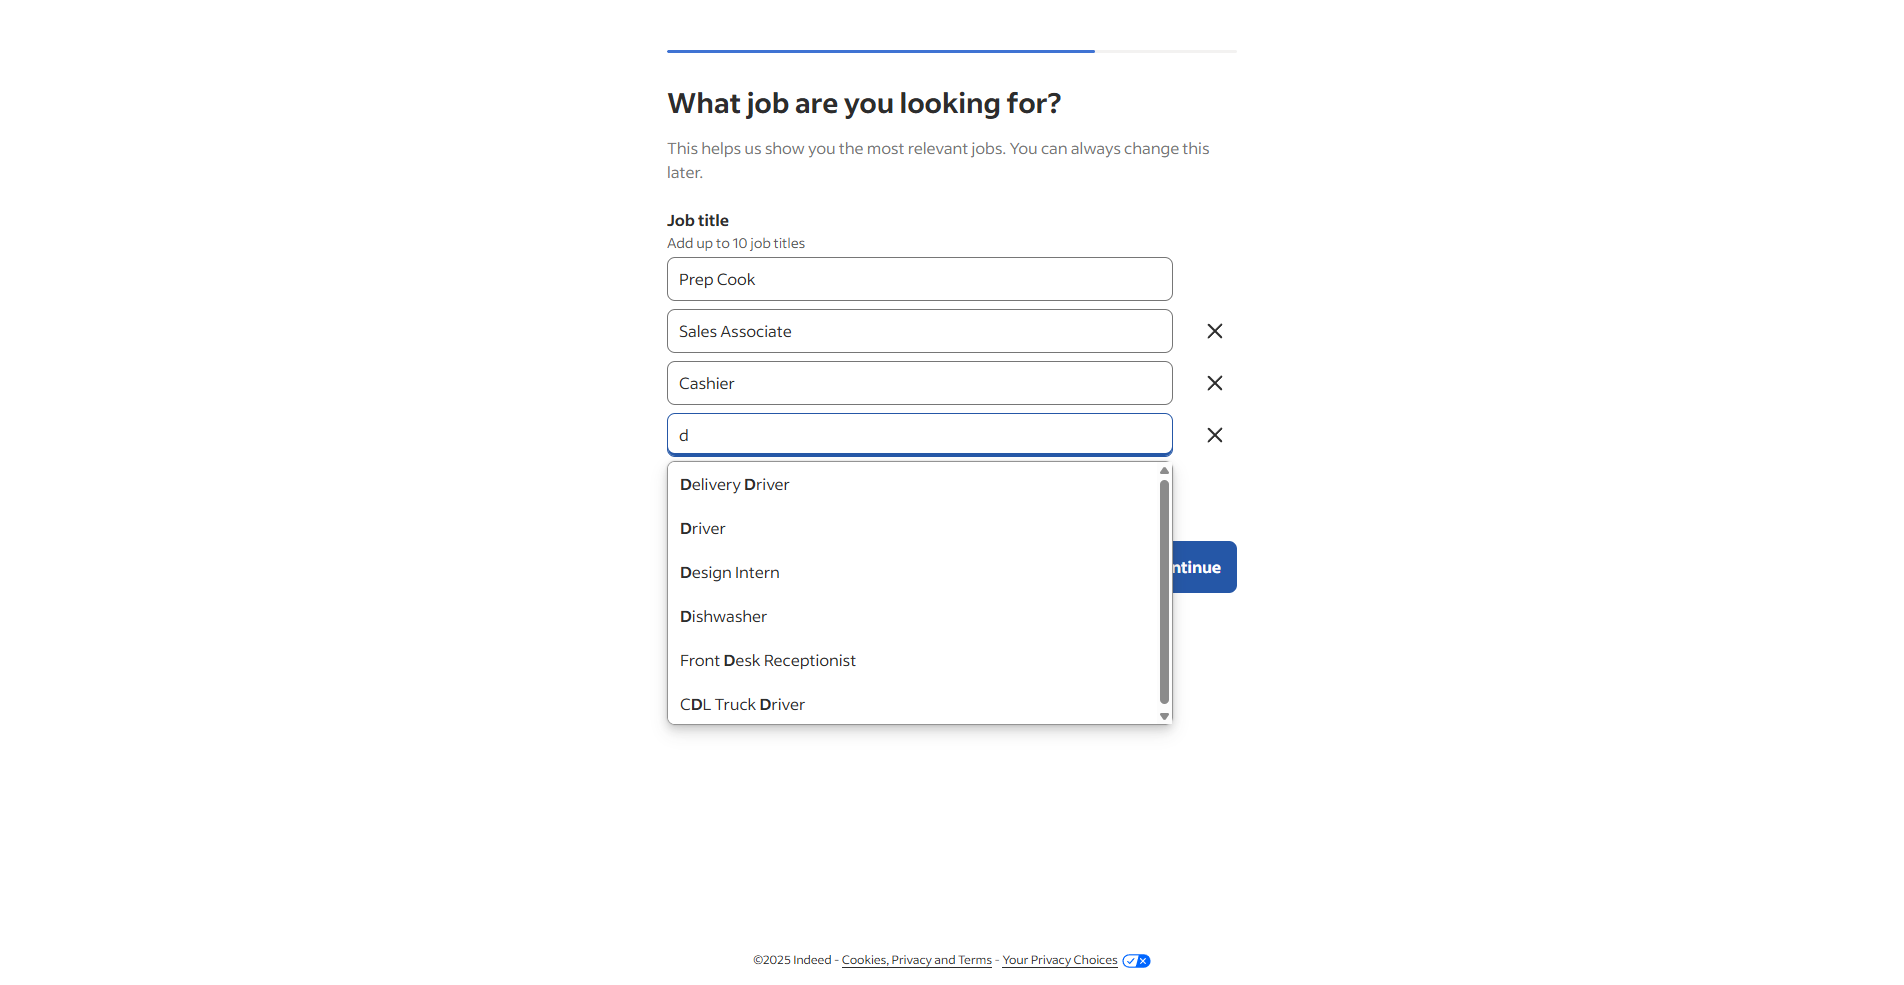 What job are you looking for?
This helps us show you the most relevant jobs. You can always change this
later.
Job title
Add up to 10 job titles
Prep Cook
Sales Associate
Cashier
d
Delivery Driver
Driver
Design Intern
Dishwasher
Front Desk Receptionist
CDL Truck Driver
ntinue
©2025 Indeed - Cookies, Privacy and Terms - Your Privacy Choices